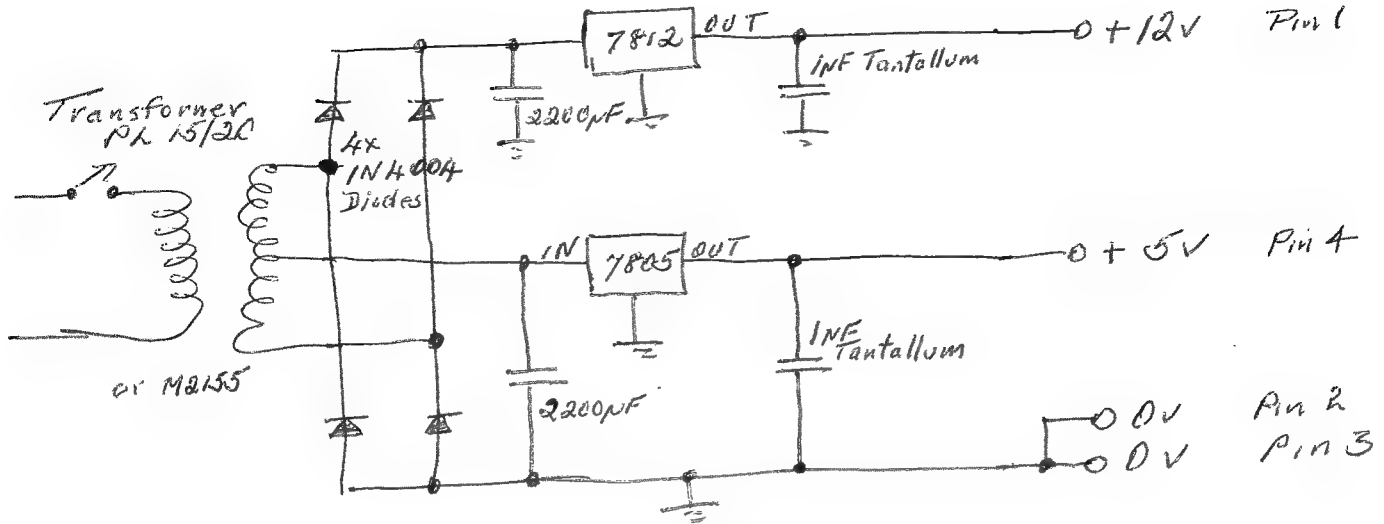 7812 OUT
+12V Pin 1
1NF Tantallum
2200µF
Transformer
PL 15/20
4x
1N4004
Diodes
IN 7805 OUT
+ 5V Pin 4
1NF
Tantallum
or M2155
2200µF
0V Pin 2
0V Pin 3